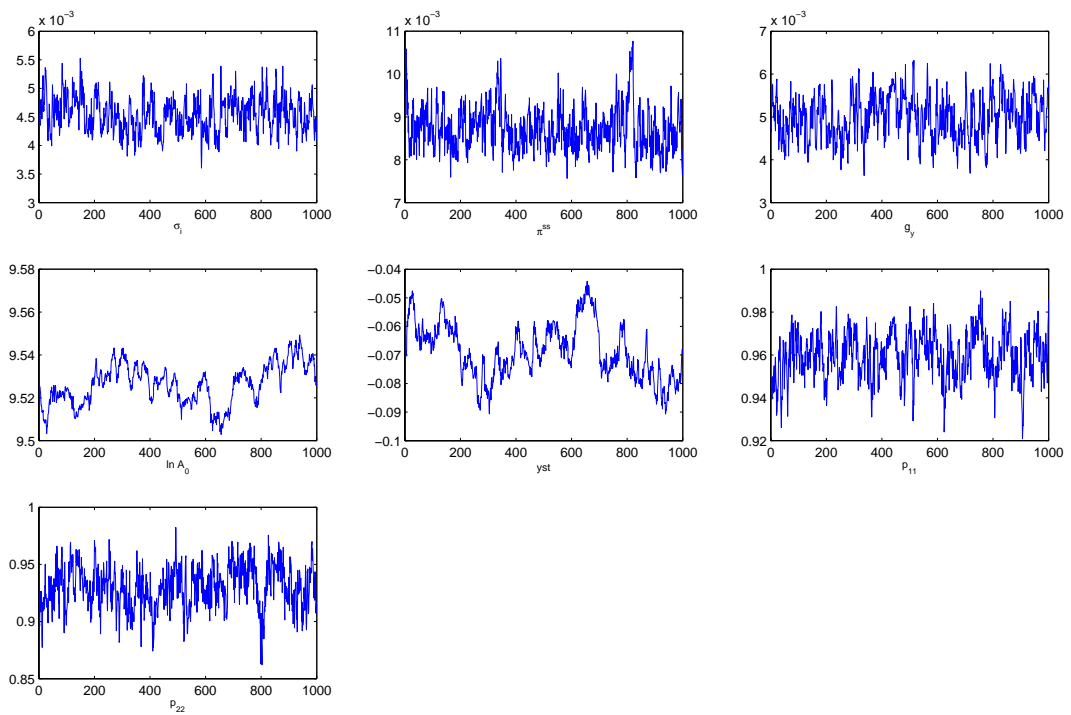 x 10⁻³
6
5.5
5
4.5
4
3.5
3
0 200 400 600 800 1000
σi
x 10⁻³
11
10
9
8
7
0 200 400 600 800 1000
πss
x 10⁻³
7
6
5
4
3
0 200 400 600 800 1000
gy
9.58
9.56
9.54
9.52
9.5
0 200 400 600 800 1000
ln A0
−0.04
−0.05
−0.06
−0.07
−0.08
−0.09
−0.1
0 200 400 600 800 1000
yst
1
0.98
0.96
0.94
0.92
0 200 400 600 800 1000
p11
1
0.95
0.9
0.85
0 200 400 600 800 1000
p22